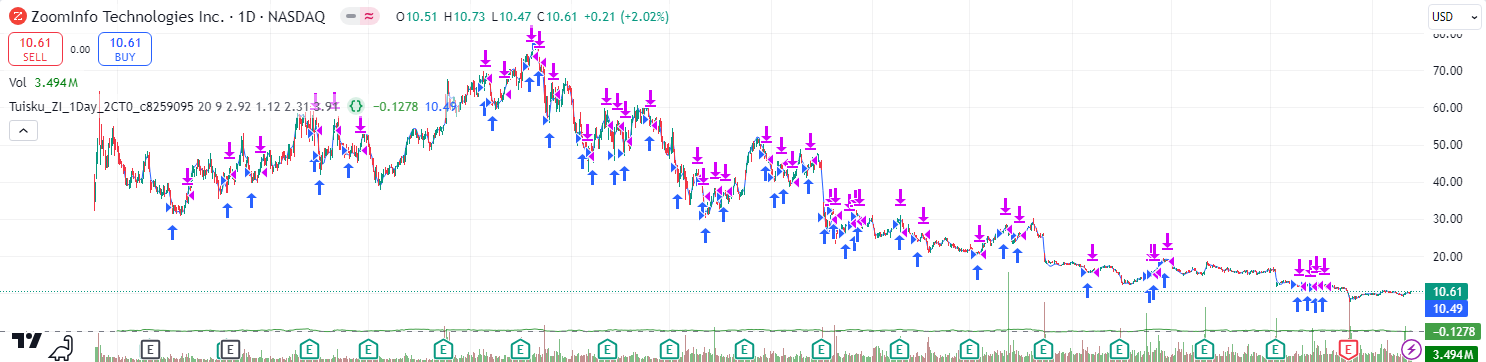 Z ZoomInfo Technologies Inc. · 1D · NASDAQ O10.51 H10.73 L10.47 C10.61 +0.21 (+2.02%)
USD
10.61 SELL
0.00
10.61 BUY
Vol 3.494M
Tuisku_ZI_1Day_2CT0_c8259095 20 9 2.92 1.12 2.31 3.91 {} −0.1278 10.491
80.00
70.00
60.00
50.00
40.00
30.00
20.00
10.61
10.49
−0.1278
3.494M
E E E E E E E E E E E E E E E E E